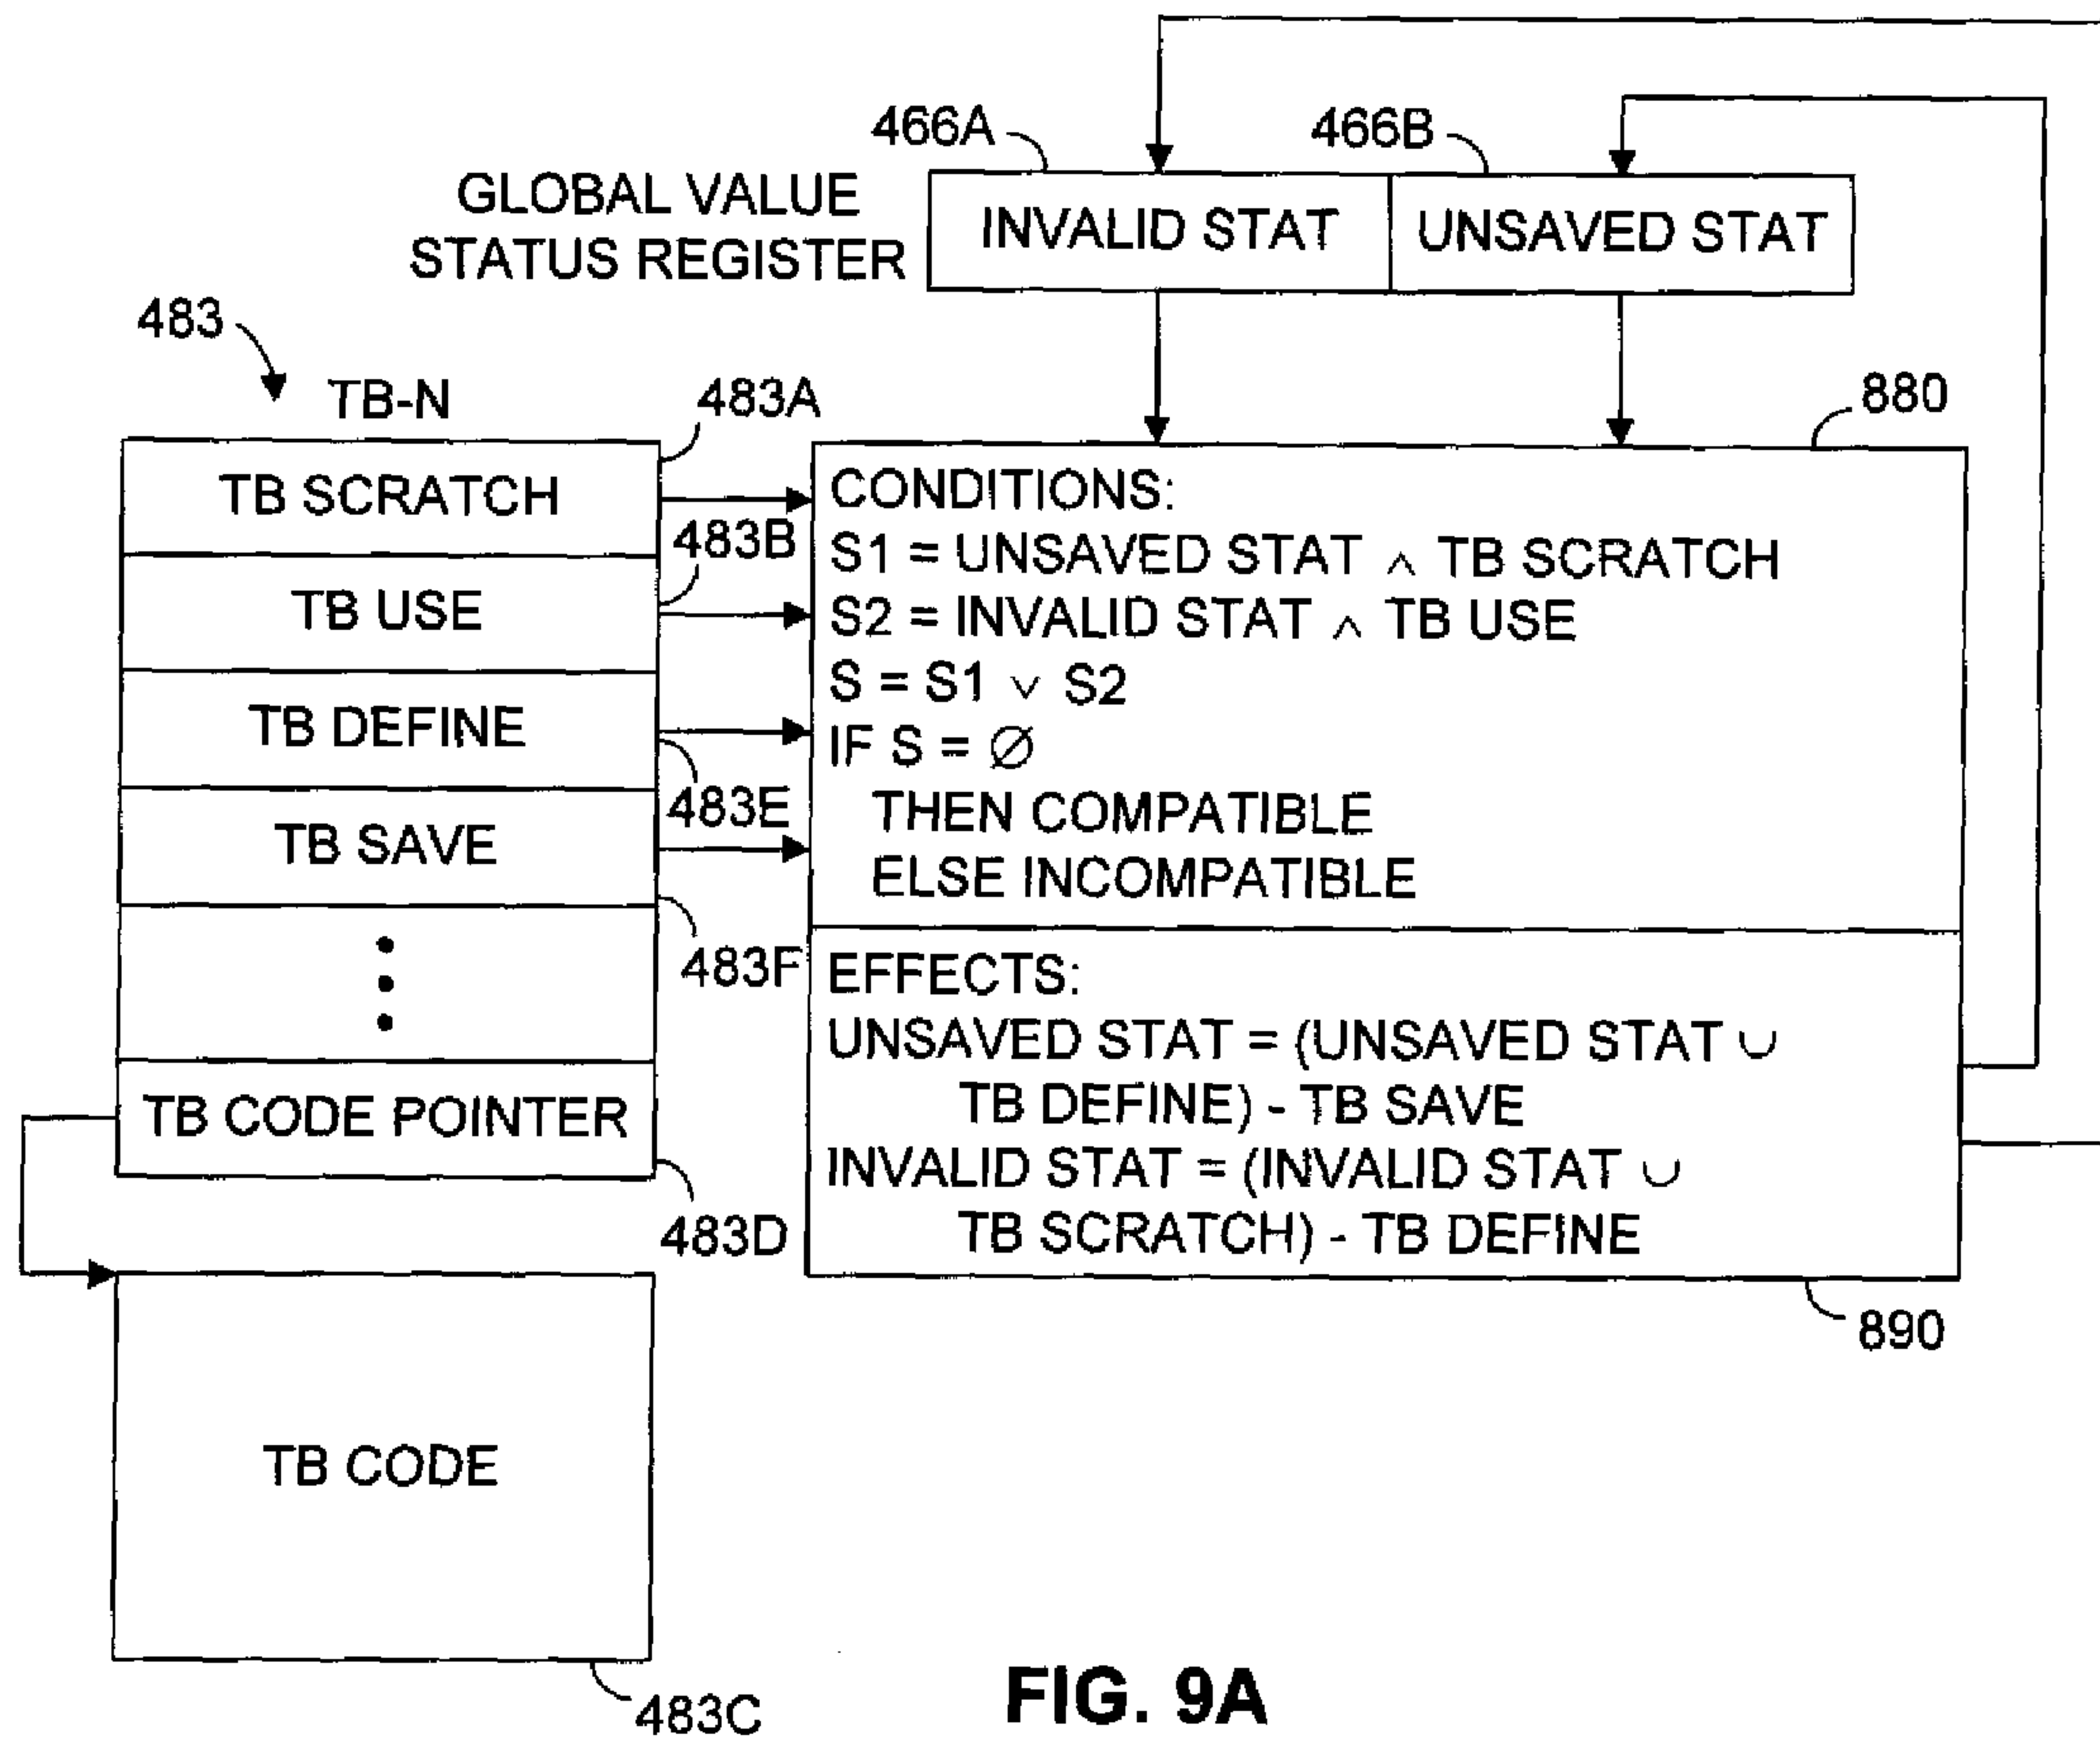 466A
466B
GLOBAL VALUE
STATUS REGISTER
INVALID STAT
UNSAVED STAT
483
TB-N
483A
880
TB SCRATCH
483B
TB USE
TB DEFINE
483E
TB SAVE
483F
TB CODE POINTER
483D
CONDITIONS:
S1 = UNSAVED STAT ∧ TB SCRATCH
S2 = INVALID STAT ∧ TB USE
S = S1 ∨ S2
IF S = ∅
THEN COMPATIBLE
ELSE INCOMPATIBLE
EFFECTS:
UNSAVED STAT = (UNSAVED STAT ∪
TB DEFINE) - TB SAVE
INVALID STAT = (INVALID STAT ∪
TB SCRATCH) - TB DEFINE
890
TB CODE
483C
FIG. 9A